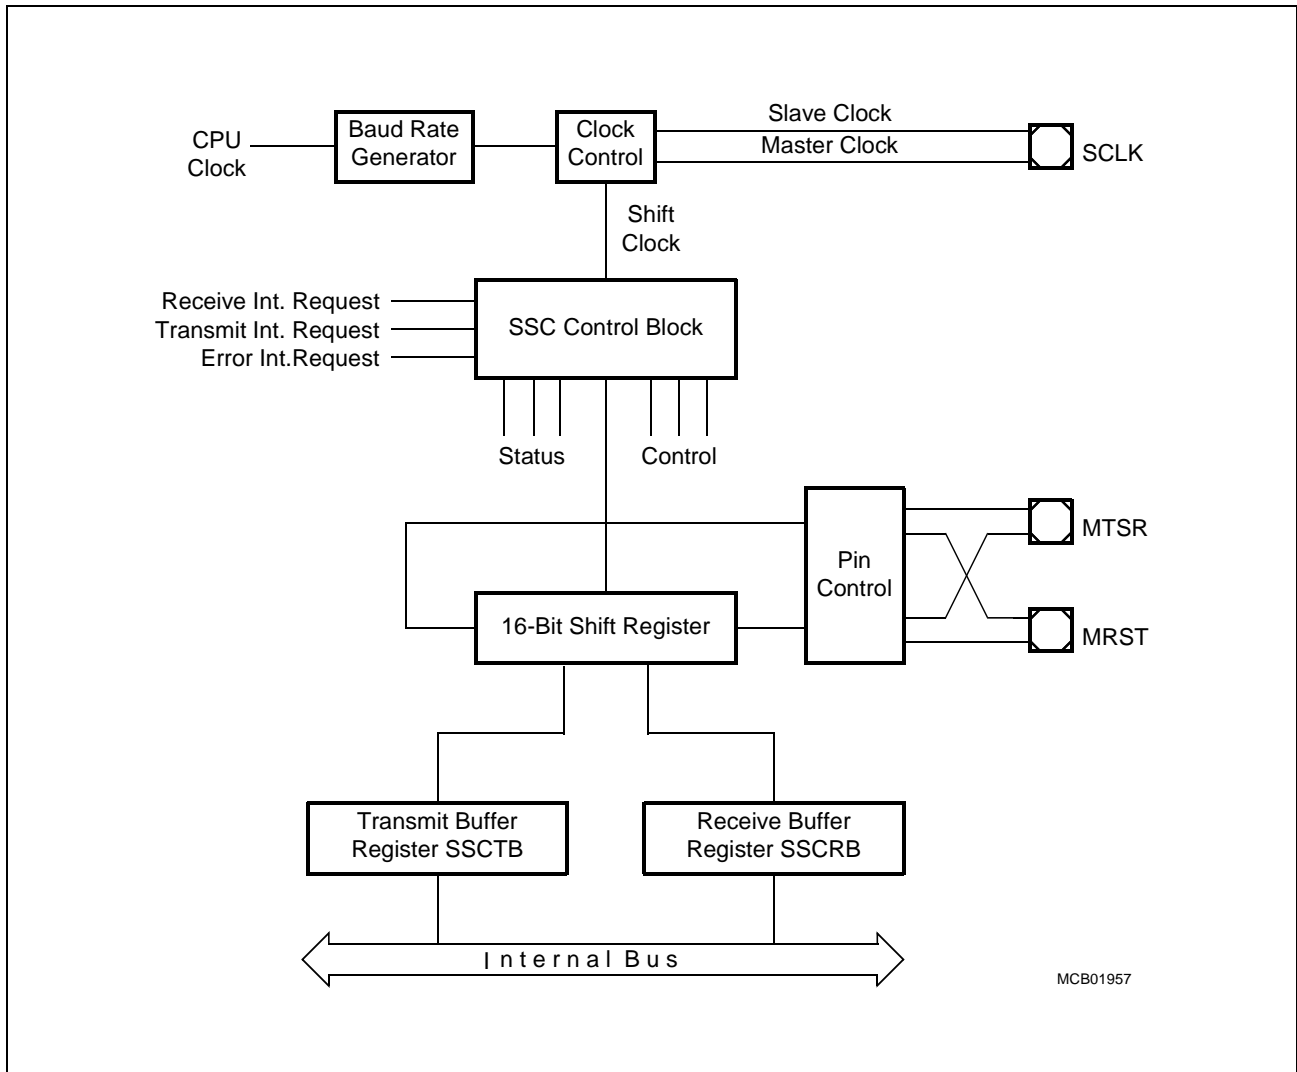 CPU
Clock
Baud Rate
Generator
Clock
Control
Slave Clock
Master Clock
SCLK
Shift
Clock
Receive Int. Request
Transmit Int. Request
Error Int.Request
SSC Control Block
Status
Control
Pin
Control
MTSR
MRST
16-Bit Shift Register
Transmit Buffer
Register SSCTB
Receive Buffer
Register SSCRB
Internal Bus
MCB01957